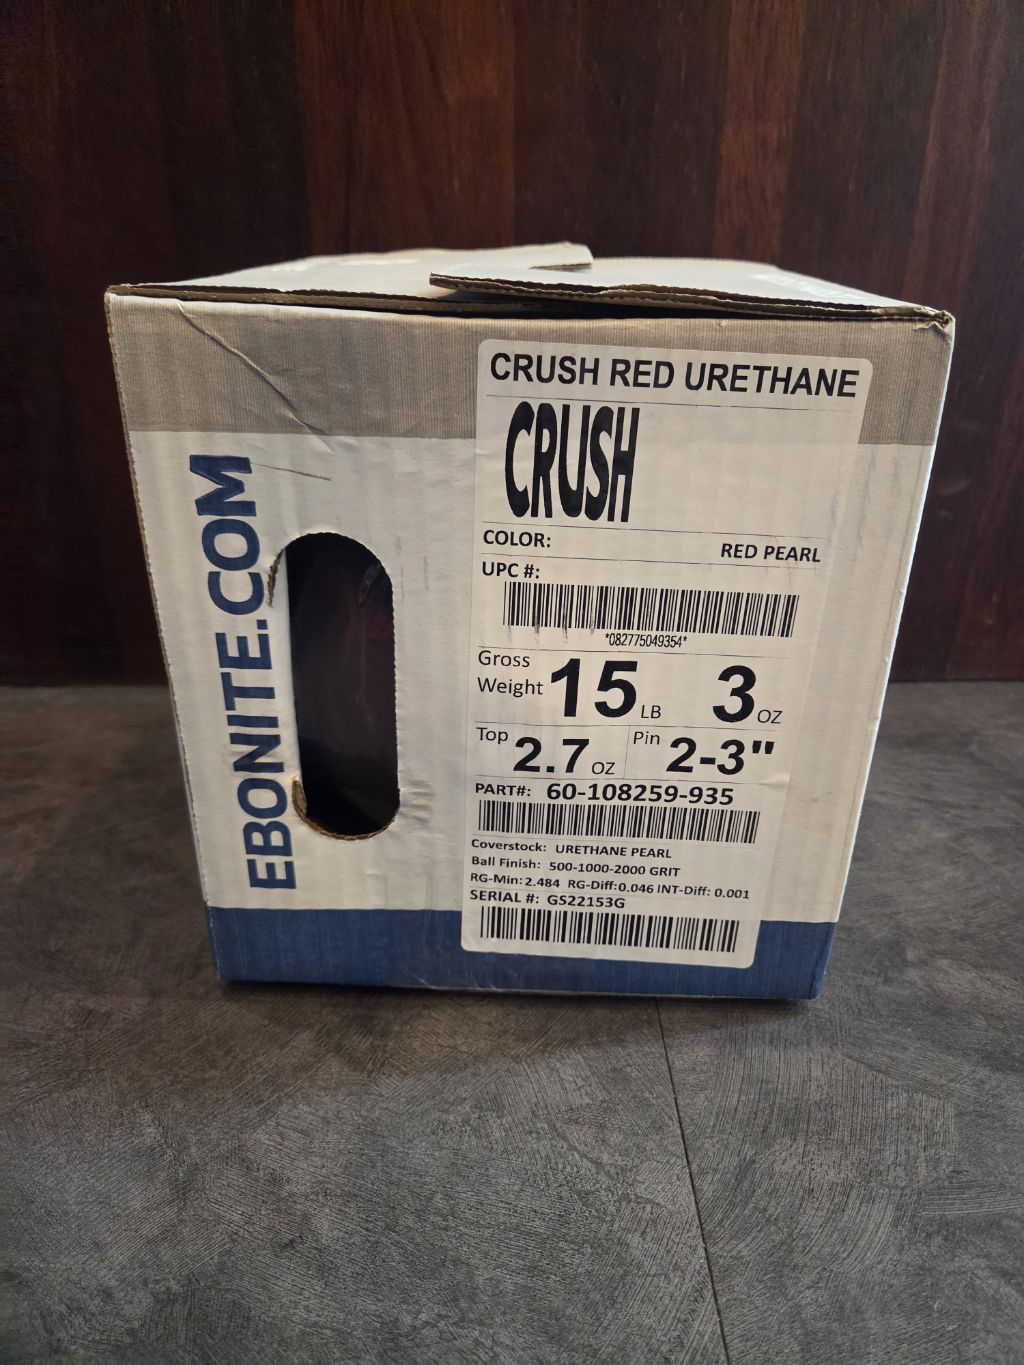 EBONITE.COM
CRUSH RED URETHANE
CRUSH
COLOR: RED PEARL
UPC #:
*082775049354*
Gross Weight 15 LB 3 OZ
Top 2.7 OZ Pin 2-3"
PART#: 60-108259-935
Coverstock: URETHANE PEARL
Ball Finish: 500-1000-2000 GRIT
RG-Min: 2.484 RG-Diff: 0.046 INT-Diff: 0.001
SERIAL #: GS22153G